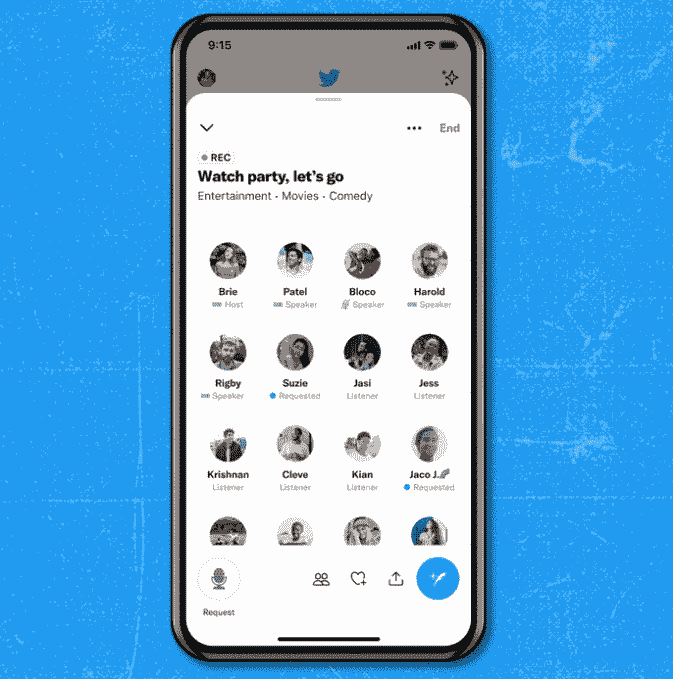 9:15
End
REC
Watch party, let's go
Entertainment · Movies · Comedy
Brie Patel Bloco Harold
Host Speaker Speaker Speaker
Rigby Suzie Jasi Jess
Speaker Requested Listener Listener
Krishnan Cleve Kian Jaco J.
Listener Listener Listener Requested
Request